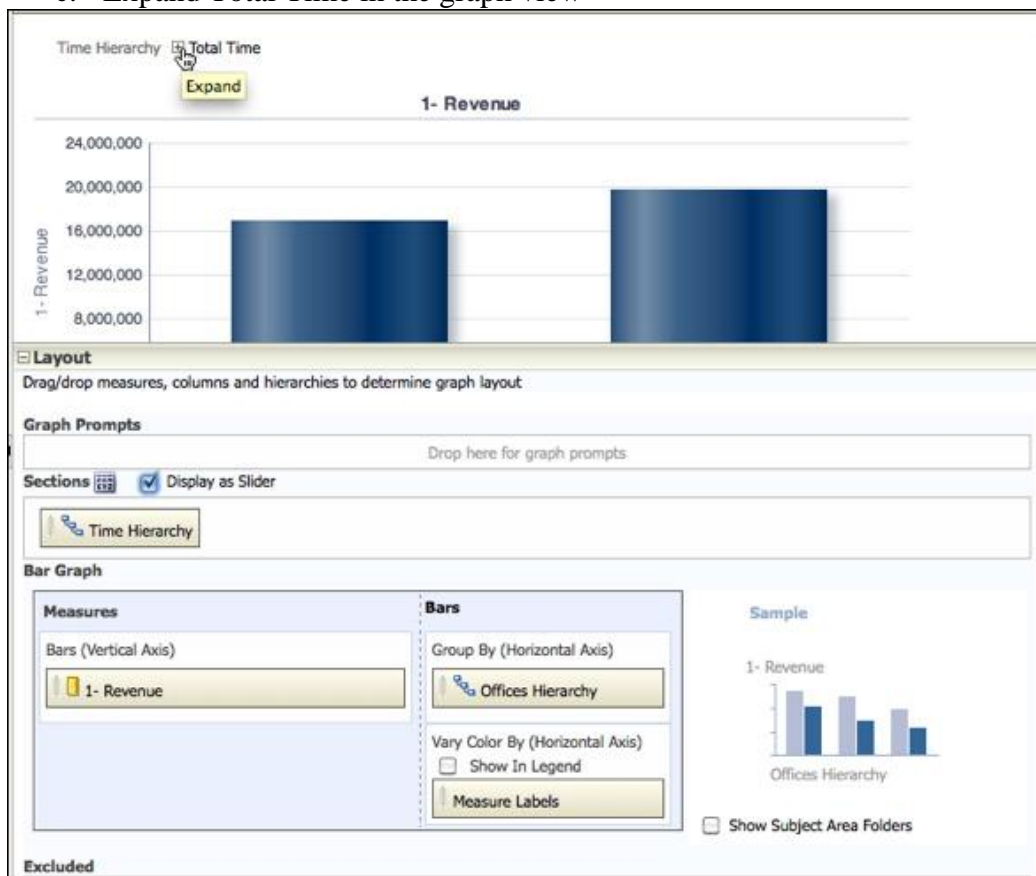 Expand Total Time in the graph view
Time Hierarchy Total Time
Expand
1- Revenue
24,000,000
20,000,000
16,000,000
12,000,000
8,000,000
1- Revenue
Layout
Drag/drop measures, columns and hierarchies to determine graph layout
Graph Prompts
Drop here for graph prompts
Sections Display as Slider
Time Hierarchy
Bar Graph
Measures
Bars (Vertical Axis)
1- Revenue
Bars
Group By (Horizontal Axis)
Offices Hierarchy
Vary Color By (Horizontal Axis)
Show In Legend
Measure Labels
Sample
1- Revenue
Offices Hierarchy
Show Subject Area Folders
Excluded